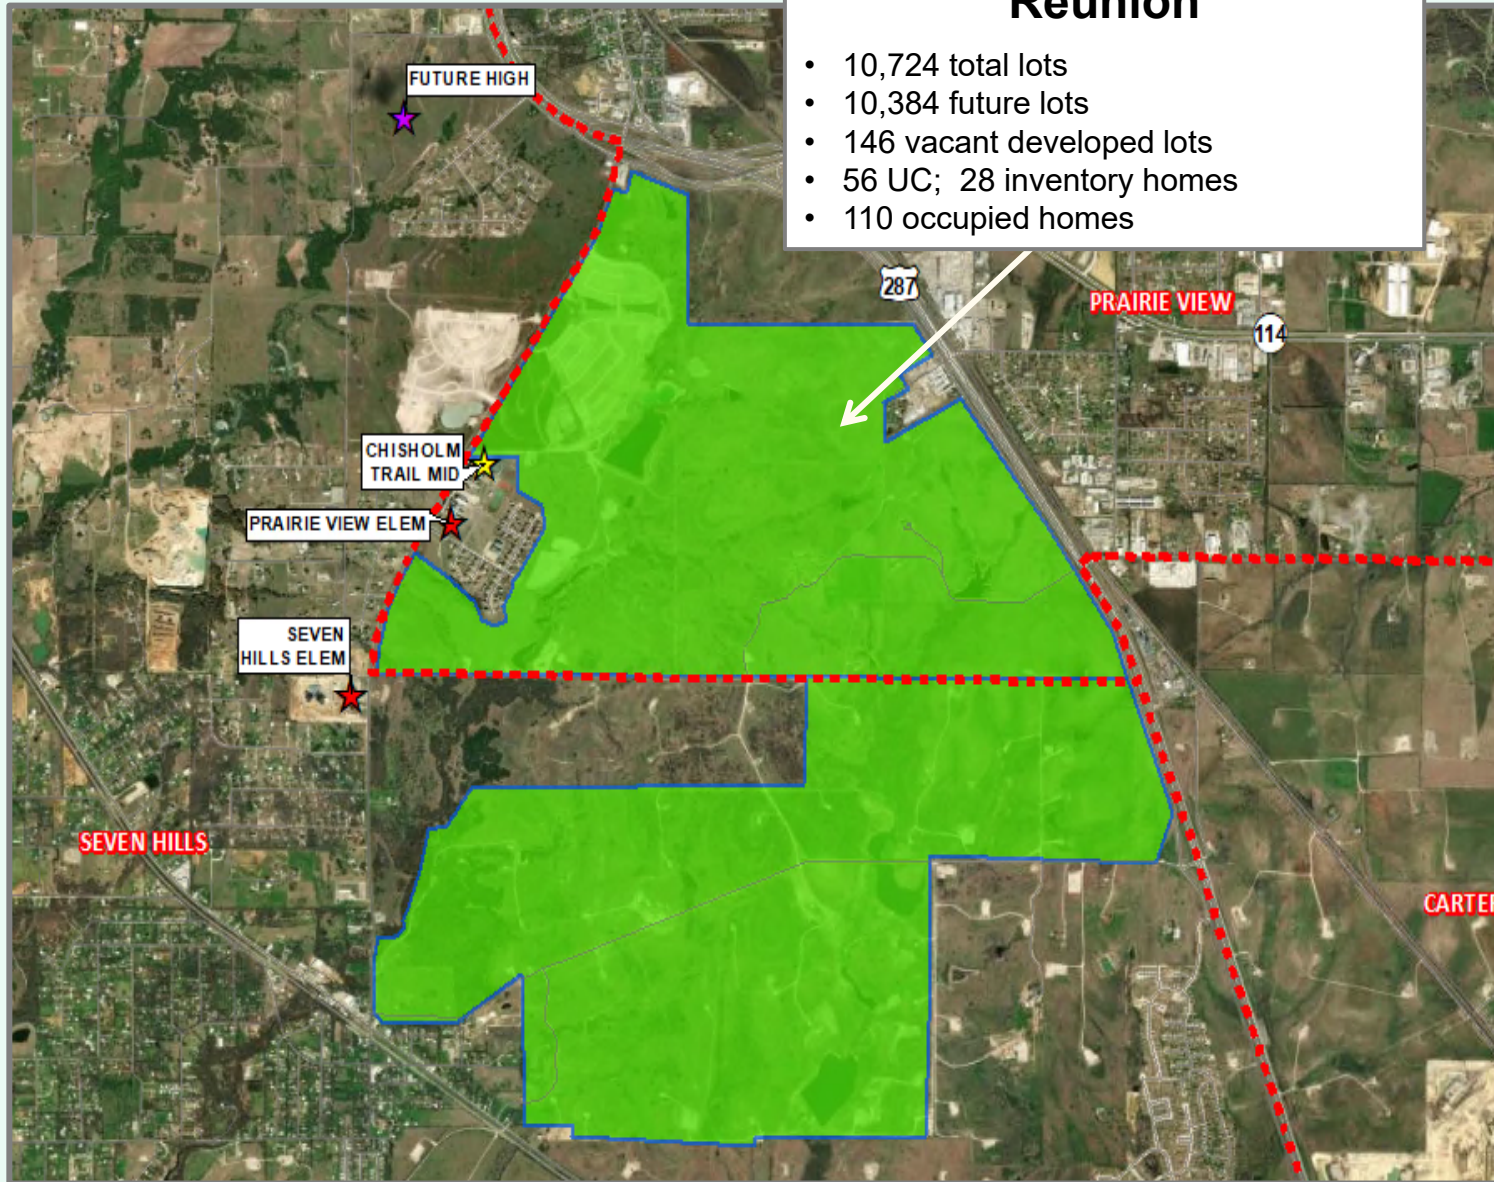 Reunion
• 10,724 total lots
• 10,384 future lots
• 146 vacant developed lots
• 56 UC; 28 inventory homes
• 110 occupied homes
FUTURE HIGH
287
PRAIRIE VIEW
114
CHISHOLM
TRAIL MID
PRAIRIE VIEW ELEM
SEVEN
HILLS ELEM
SEVEN HILLS
CARTER